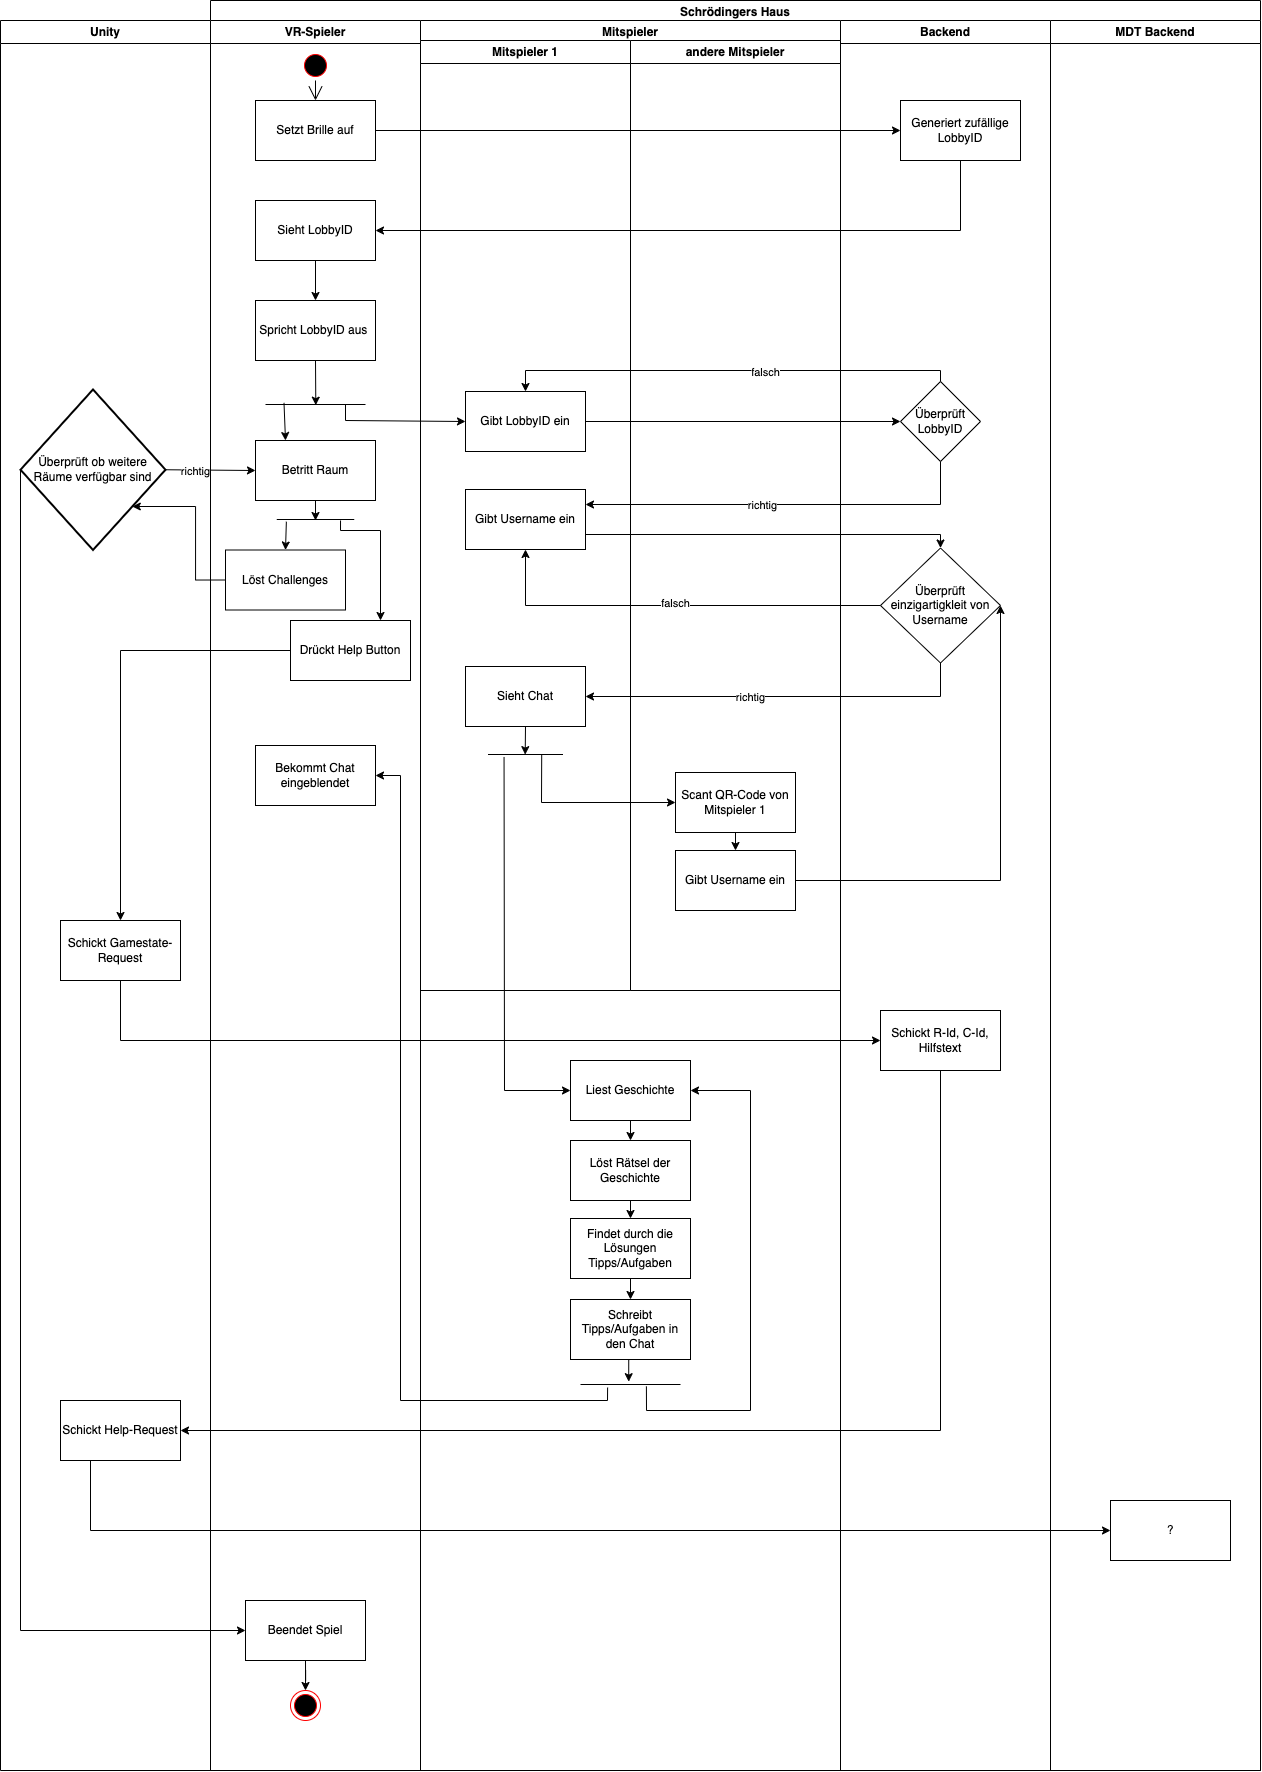 Schrödingers Haus
Unity
VR-Spieler
Mitspieler
Backend
MDT Backend
Mitspieler 1
andere Mitspieler
Setzt Brille auf
Generiert zufällige
LobbyID
Sieht LobbyID
Spricht LobbyID aus
falsch
Gibt LobbyID ein
Überprüft
LobbyID
Überprüft ob weitere
Räume verfügbar sind
richtig
Betritt Raum
richtig
Gibt Username ein
Löst Challenges
falsch
Überprüft
einzigartigkleit von
Username
Drückt Help Button
Sieht Chat
richtig
Bekommt Chat
eingeblendet
Scant QR-Code von
Mitspieler 1
Gibt Username ein
Schickt Gamestate-
Request
Schickt R-Id, C-Id,
Hilfstext
Liest Geschichte
Löst Rätsel der
Geschichte
Findet durch die
Lösungen
Tipps/Aufgaben
Schreibt
Tipps/Aufgaben in
den Chat
Schickt Help-Request
?
Beendet Spiel